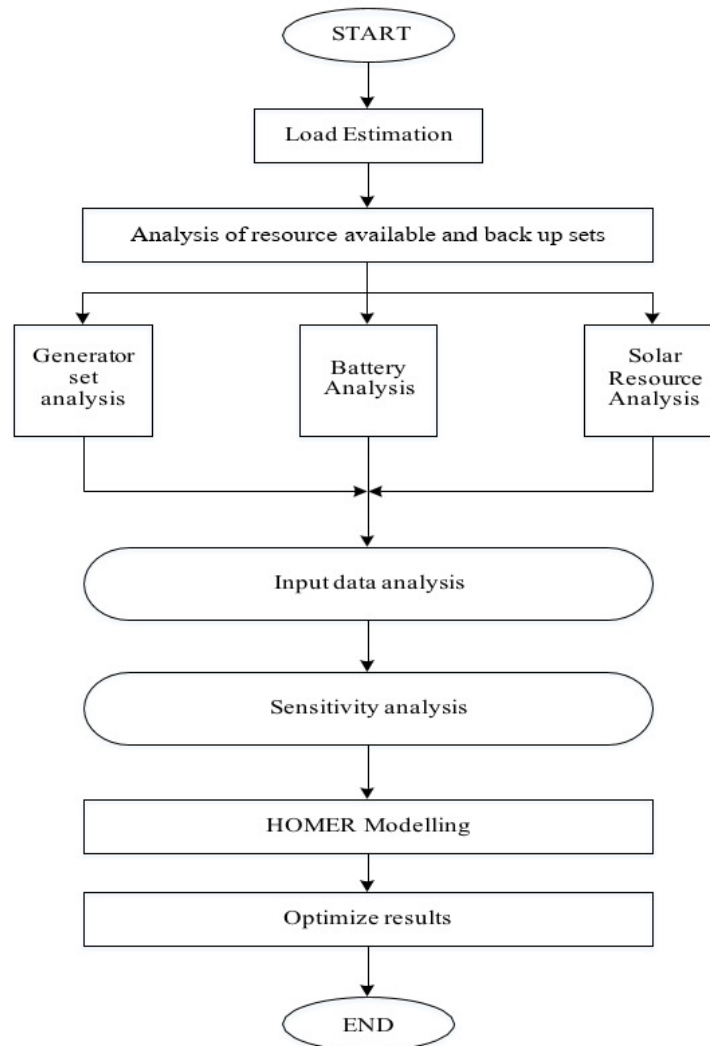 START
Load Estimation
Analysis of resource available and back up sets
Generator
set
analysis
Battery
Analysis
Solar
Resource
Analysis
Input data analysis
Sensitivity analysis
HOMER Modelling
Optimize results
END